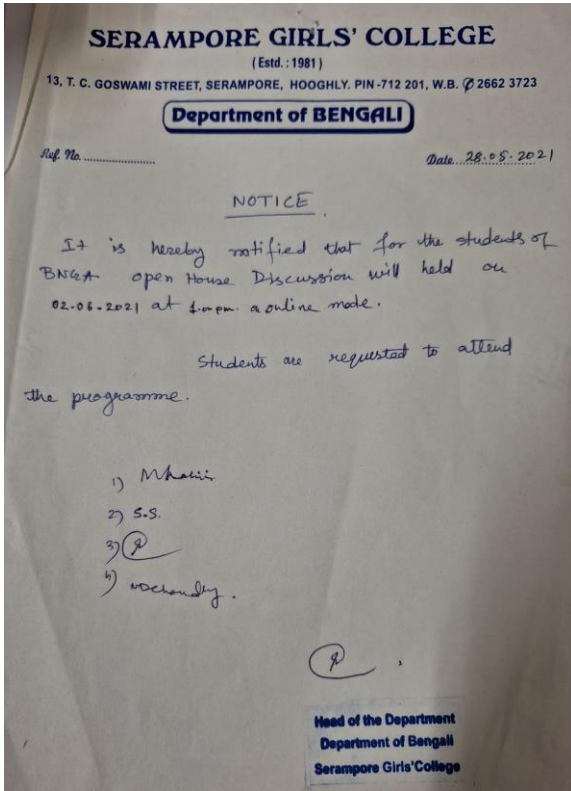 SERAMPORE GIRLS' COLLEGE
(Estd. : 1981)
13, T. C. GOSWAMI STREET, SERAMPORE, HOOGHLY. PIN -712 201, W.B. ✆ 2662 3723
Department of BENGALI
Ref. No. ........................
Date...28.05.2021
NOTICE
It is hereby notified that for the students of
BNGA open House Discussion will held on
02.06.2021 at online mode.
Students are requested to attend
the programme.
1)
2) S.S.
3)
4)
Head of the Department
Department of Bengali
Serampore Girls'College